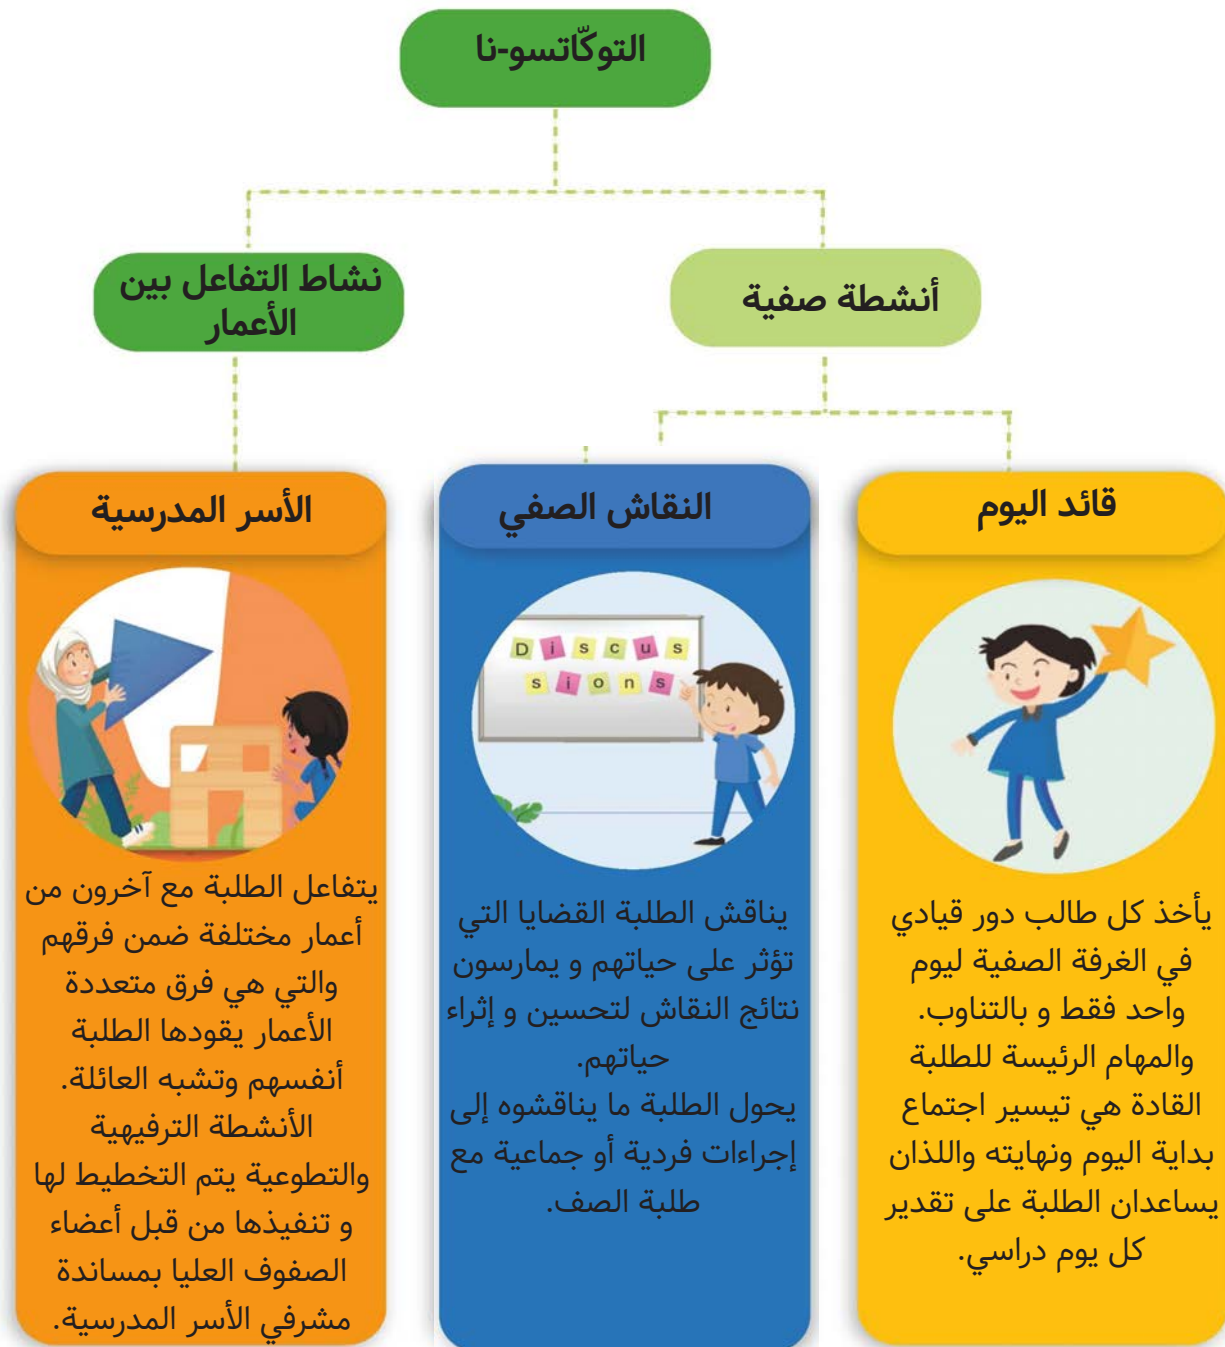 التوكّاتسو-نا
أنشطة صفية
نشاط التفاعل بين
الأعمار
قائد اليوم
يأخذ كل طالب دور قيادي
في الغرفة الصفية ليوم
واحد فقط و بالتناوب.
والمهام الرئيسة للطلبة
القادة هي تيسير اجتماع
بداية اليوم ونهايته واللذان
يساعدان الطلبة على تقدير
كل يوم دراسي.
النقاش الصفي
Discus
sions
يناقش الطلبة القضايا التي
تؤثر على حياتهم و يمارسون
نتائج النقاش لتحسين و إثراء
حياتهم.
يحول الطلبة ما يناقشوه إلى
إجراءات فردية أو جماعية مع
طلبة الصف.
الأسر المدرسية
يتفاعل الطلبة مع آخرون من
أعمار مختلفة ضمن فرقهم
والتي هي فرق متعددة
الأعمار يقودها الطلبة
أنفسهم وتشبه العائلة.
الأنشطة الترفيهية
والتطوعية يتم التخطيط لها
و تنفيذها من قبل أعضاء
الصفوف العليا بمساندة
مشرفي الأسر المدرسية.